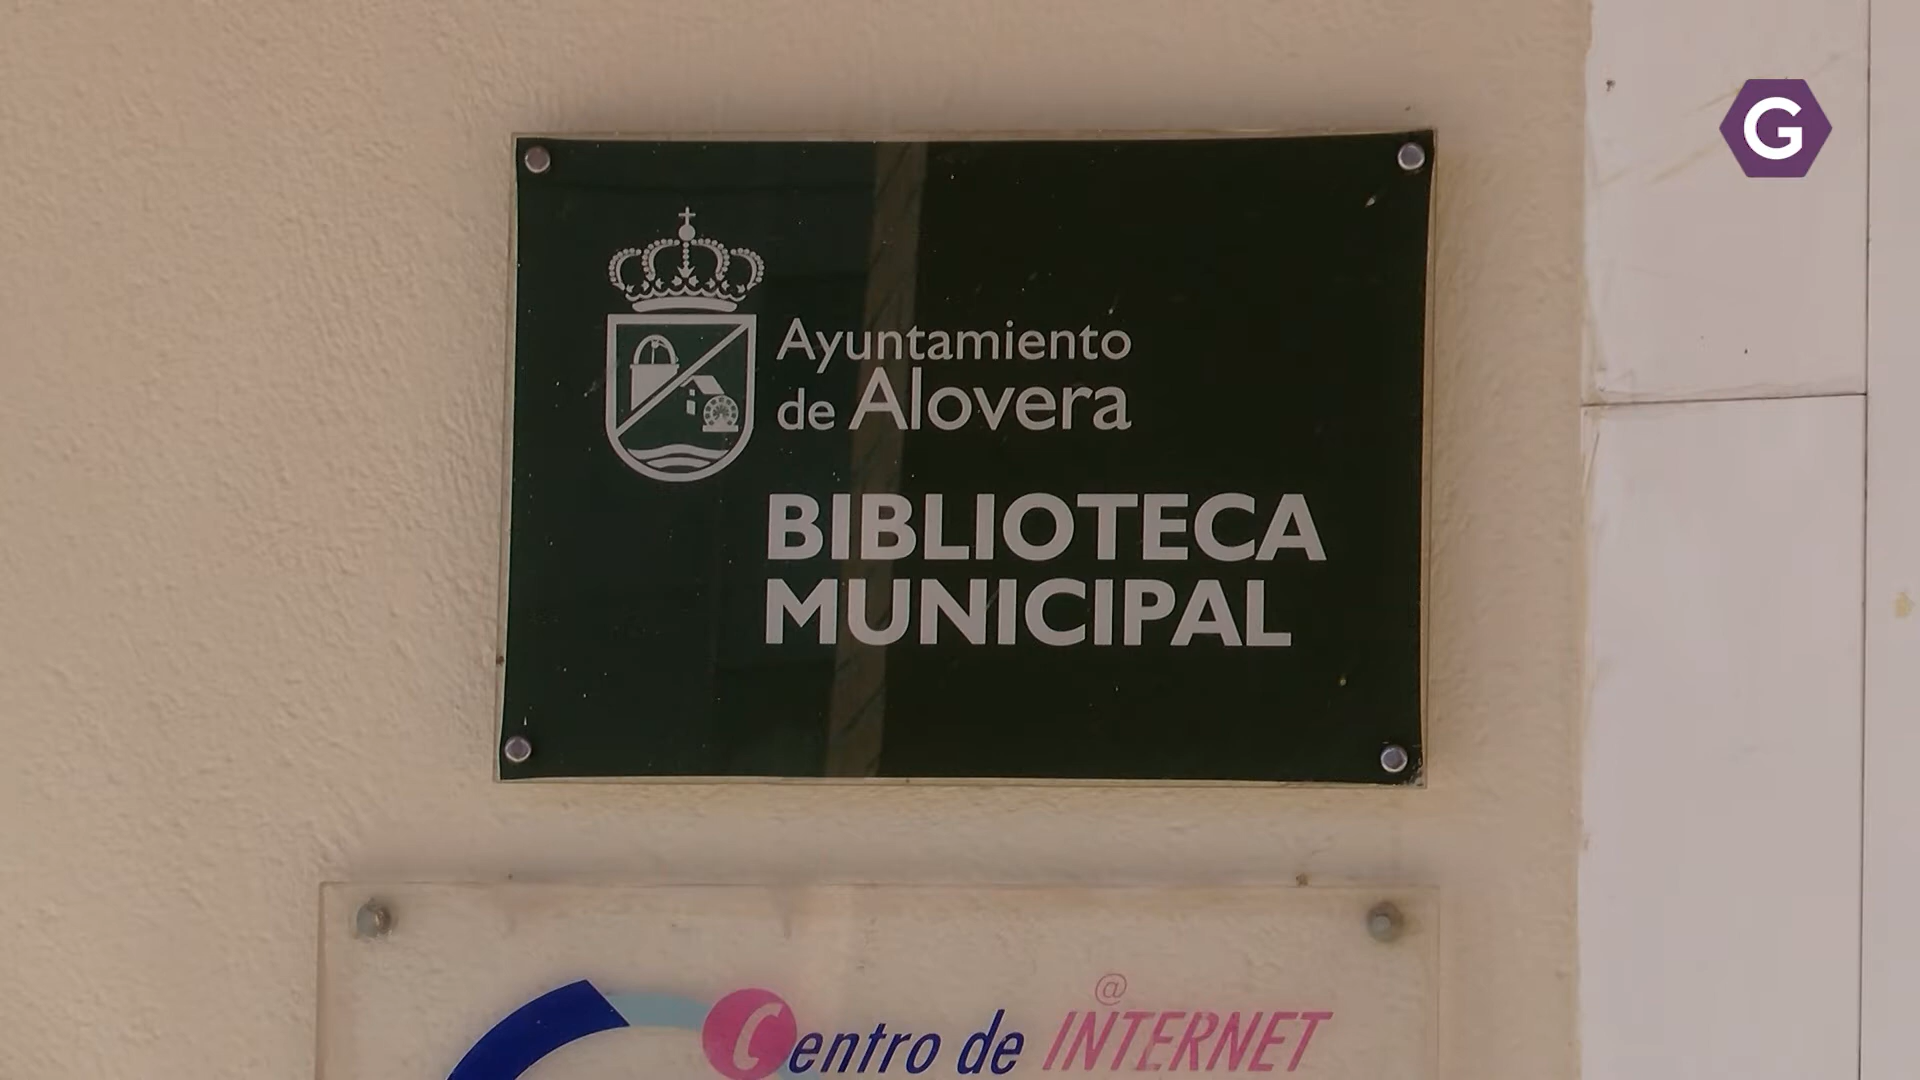 G
Ayuntamiento
de Alovera
BIBLIOTECA
MUNICIPAL
@
Centro de INTERNET